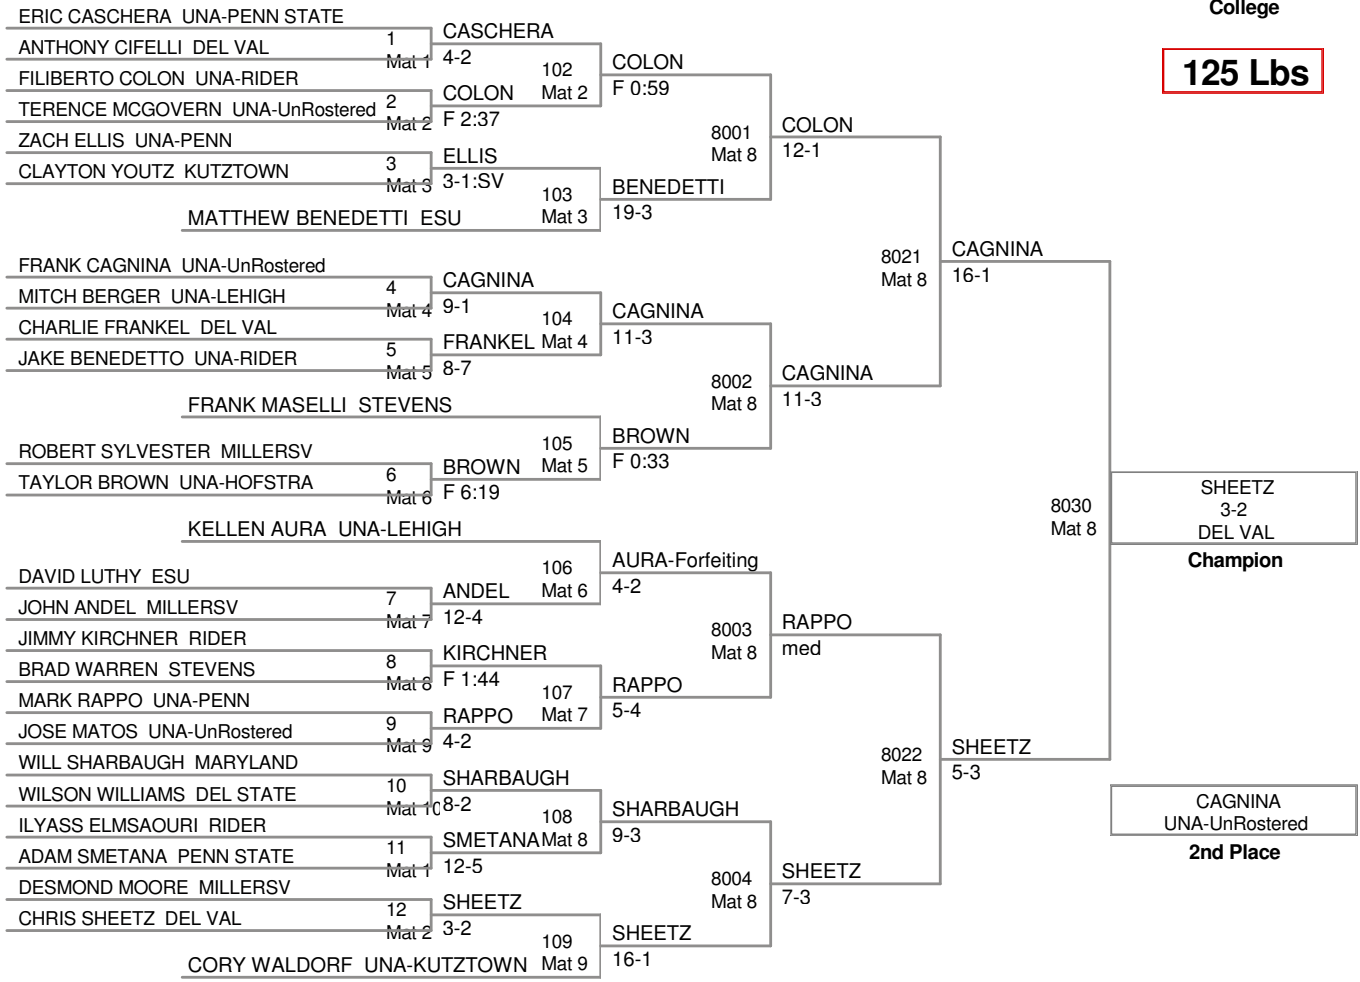 College
125 Lbs
ERIC CASCHERA UNA-PENN STATE
1
Mat 1
CASCHERA
4-2
ANTHONY CIFELLI DEL VAL
102
Mat 2
COLON
F 0:59
FILIBERTO COLON UNA-RIDER
2
Mat 2
COLON
F 2:37
TERENCE MCGOVERN UNA-UnRostered
8001
Mat 8
COLON
12-1
ZACH ELLIS UNA-PENN
3
Mat 3
ELLIS
3-1:SV
CLAYTON YOUTZ KUTZTOWN
103
Mat 3
BENEDETTI
19-3
MATTHEW BENEDETTI ESU
8021
Mat 8
CAGNINA
16-1
FRANK CAGNINA UNA-UnRostered
4
Mat 4
CAGNINA
9-1
MITCH BERGER UNA-LEHIGH
104
Mat 4
CAGNINA
11-3
CHARLIE FRANKEL DEL VAL
5
Mat 5
FRANKEL
8-7
JAKE BENEDETTO UNA-RIDER
8002
Mat 8
CAGNINA
11-3
FRANK MASELLI STEVENS
105
Mat 5
BROWN
F 0:33
ROBERT SYLVESTER MILLERSV
6
Mat 6
BROWN
F 6:19
TAYLOR BROWN UNA-HOFSTRA
8030
Mat 8
SHEETZ
3-2
DEL VAL
Champion
KELLEN AURA UNA-LEHIGH
106
Mat 6
AURA-Forfeiting
4-2
DAVID LUTHY ESU
7
Mat 7
ANDEL
12-4
JOHN ANDEL MILLERSV
8003
Mat 8
RAPPO
med
JIMMY KIRCHNER RIDER
8
Mat 8
KIRCHNER
F 1:44
BRAD WARREN STEVENS
107
Mat 7
RAPPO
5-4
MARK RAPPO UNA-PENN
9
Mat 9
RAPPO
4-2
JOSE MATOS UNA-UnRostered
8022
Mat 8
SHEETZ
5-3
WILL SHARBAUGH MARYLAND
10
Mat 10
SHARBAUGH
8-2
WILSON WILLIAMS DEL STATE
108
Mat 8
SHARBAUGH
9-3
CAGNINA
UNA-UnRostered
2nd Place
ILYASS ELMSAOURI RIDER
11
Mat 1
SMETANA
12-5
ADAM SMETANA PENN STATE
8004
Mat 8
SHEETZ
7-3
DESMOND MOORE MILLERSV
12
Mat 2
SHEETZ
3-2
CHRIS SHEETZ DEL VAL
109
Mat 9
SHEETZ
16-1
CORY WALDORF UNA-KUTZTOWN